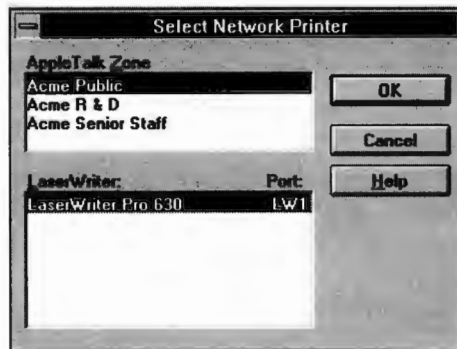 Select Network Printer
AppleTalk Zone
Acme Public
Acme R & D
Acme Senior Staff
OK
Cancel
Help
LaserWriter: Port:
LaserWriter Pro 630 LW1